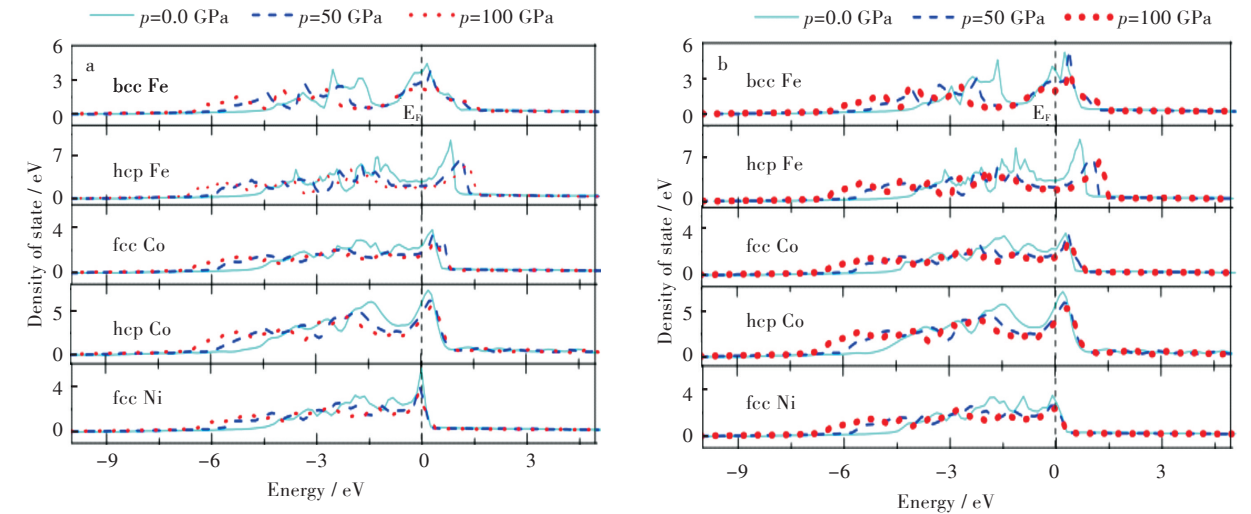 p=0.0 GPa p=50 GPa p=100 GPa
a
6
3
0
bcc Fe
E_F
7
0
hcp Fe
4
0
fcc Co
5
0
hcp Co
4
0
fcc Ni
Density of state / eV
−9 −6 −3 0 3
Energy / eV
p=0.0 GPa p=50 GPa p=100 GPa
b
6
3
0
bcc Fe
E_F
7
0
hcp Fe
4
0
fcc Co
5
0
hcp Co
4
0
fcc Ni
Density of state / eV
−9 −6 −3 0 3
Energy / eV